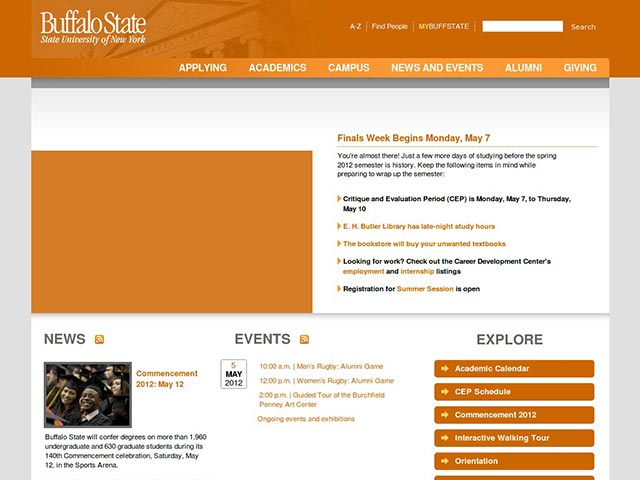 Buffalo State
State University of New York
A-Z
Find People
MYBUFFSTATE
Search
APPLYING
ACADEMICS
CAMPUS
NEWS AND EVENTS
ALUMNI
GIVING
Finals Week Begins Monday, May 7
You're almost there! Just a few more days of studying before the spring
2012 semester is history. Keep the following items in mind while
preparing to wrap up the semester:
Critique and Evaluation Period (CEP) is Monday, May 7, to Thursday,
May 10
E. H. Butler Library has late-night study hours
The bookstore will buy your unwanted textbooks
Looking for work? Check out the Career Development Center's
employment and internship listings
Registration for Summer Session is open
NEWS
Commencement
2012: May 12
Buffalo State will confer degrees on more than 1,960
undergraduate and 630 graduate students during its
140th Commencement celebration, Saturday, May
12, in the Sports Arena.
EVENTS
5
MAY
2012
10:00 a.m. | Men's Rugby: Alumni Game
12:00 p.m. | Women's Rugby: Alumni Game
2:00 p.m. | Guided Tour of the Burchfield
Penney Art Center
Ongoing events and exhibitions
EXPLORE
Academic Calendar
CEP Schedule
Commencement 2012
Interactive Walking Tour
Orientation